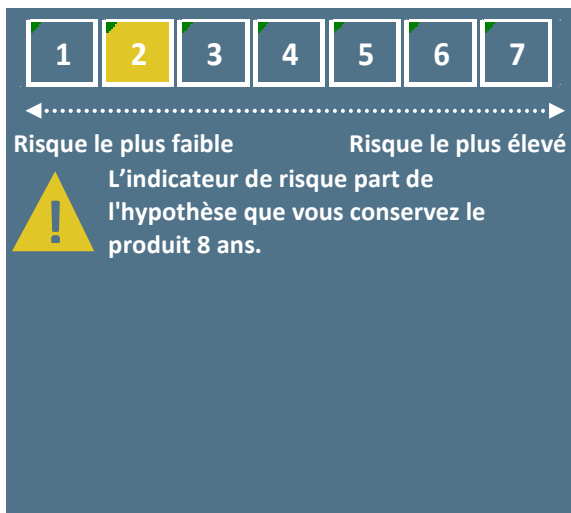 1 2 3 4 5 6 7
Risque le plus faible Risque le plus élevé
L’indicateur de risque part de
l'hypothèse que vous conservez le
produit 8 ans.
!